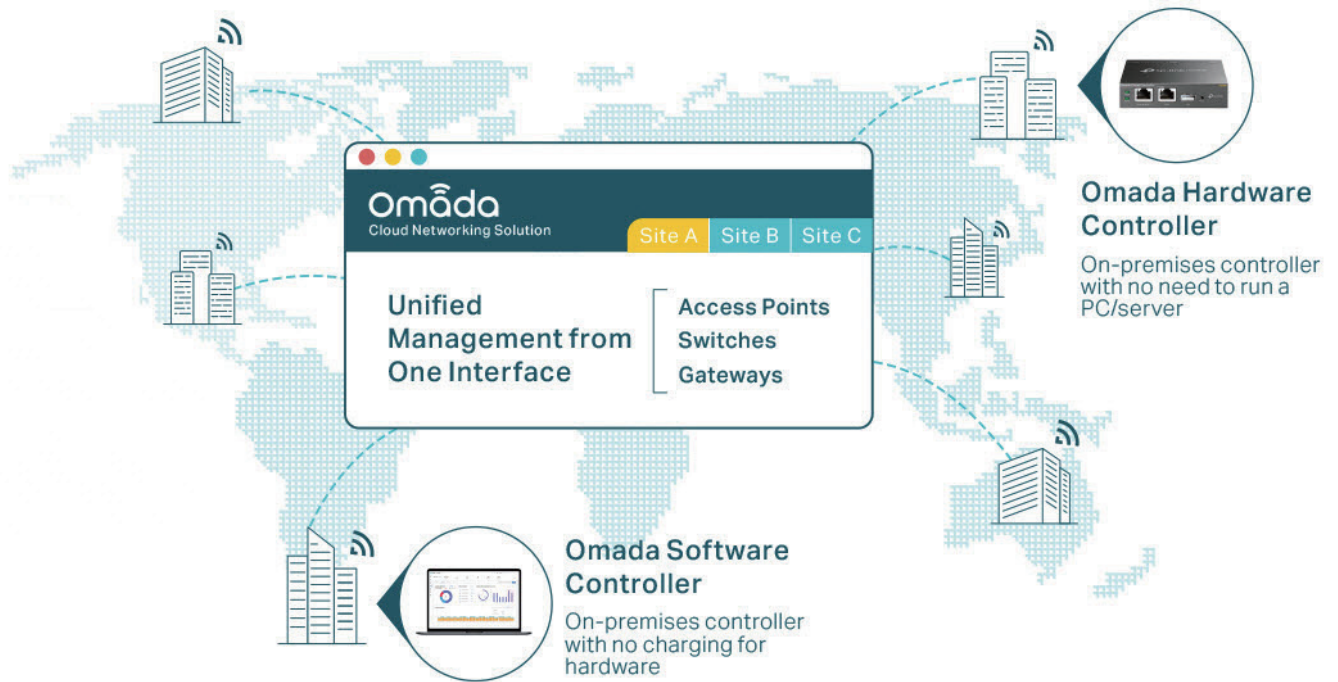 Omada
Cloud Networking Solution
Site A
Site B
Site C
Unified
Management from
One Interface
Access Points
Switches
Gateways
Omada Hardware
Controller
On-premises controller
with no need to run a
PC/server
Omada Software
Controller
On-premises controller
with no charging for
hardware